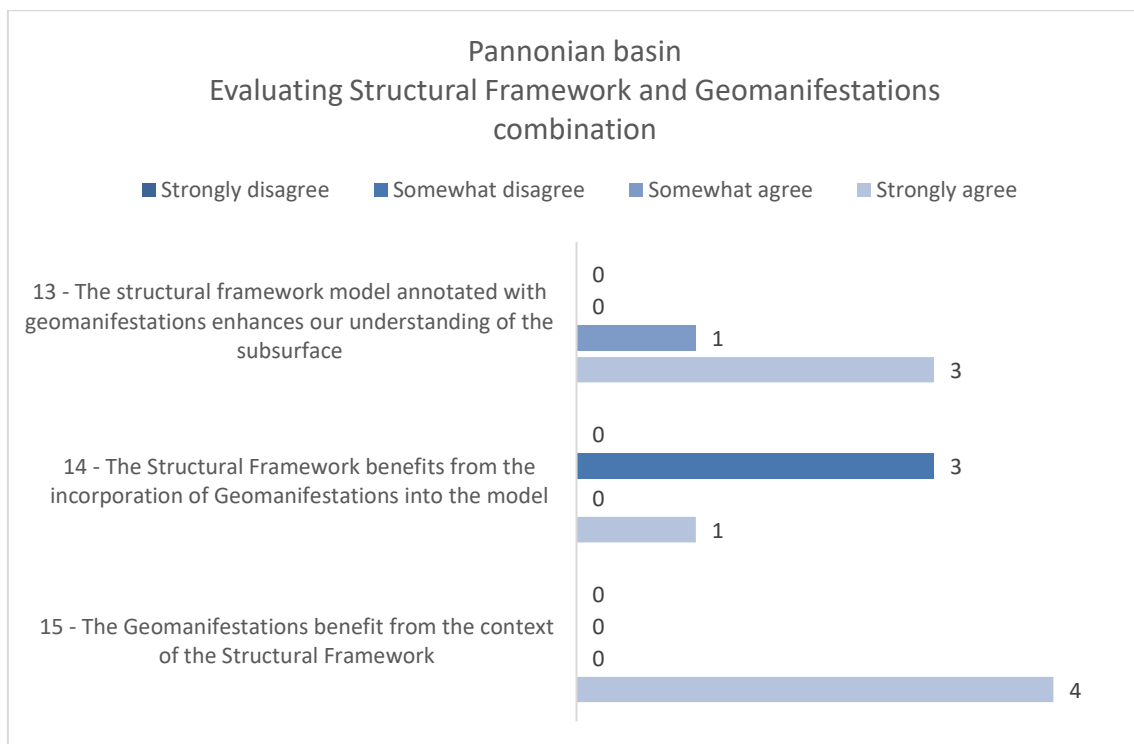 Pannonian basin
Evaluating Structural Framework and Geomanifestations
combination
Strongly disagree
Somewhat disagree
Somewhat agree
Strongly agree
13 - The structural framework model annotated with
geomanifestations enhances our understanding of the
subsurface
0
0
1
3
14 - The Structural Framework benefits from the
incorporation of Geomanifestations into the model
0
3
0
1
15 - The Geomanifestations benefit from the context
of the Structural Framework
0
0
0
4